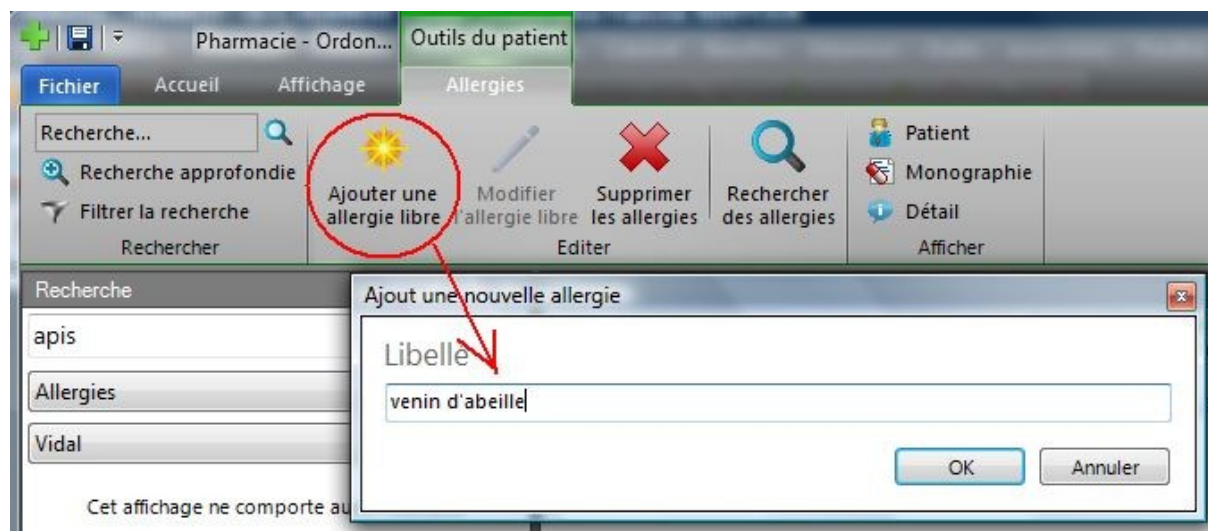 Pharmacie - Ordon...
Outils du patient
Fichier
Accueil
Affichage
Allergies
Recherche...
Recherche approfondie
Filtrer la recherche
Rechercher
Ajouter une
allergie libre
Modifier
l'allergie libre
Supprimer
les allergies
Rechercher
des allergies
Editer
Patient
Monographie
Détail
Afficher
Recherche
apis
Allergies
Vidal
Cet affichage ne comporte au
Ajout une nouvelle allergie
Libellé
venin d'abeille
OK
Annuler